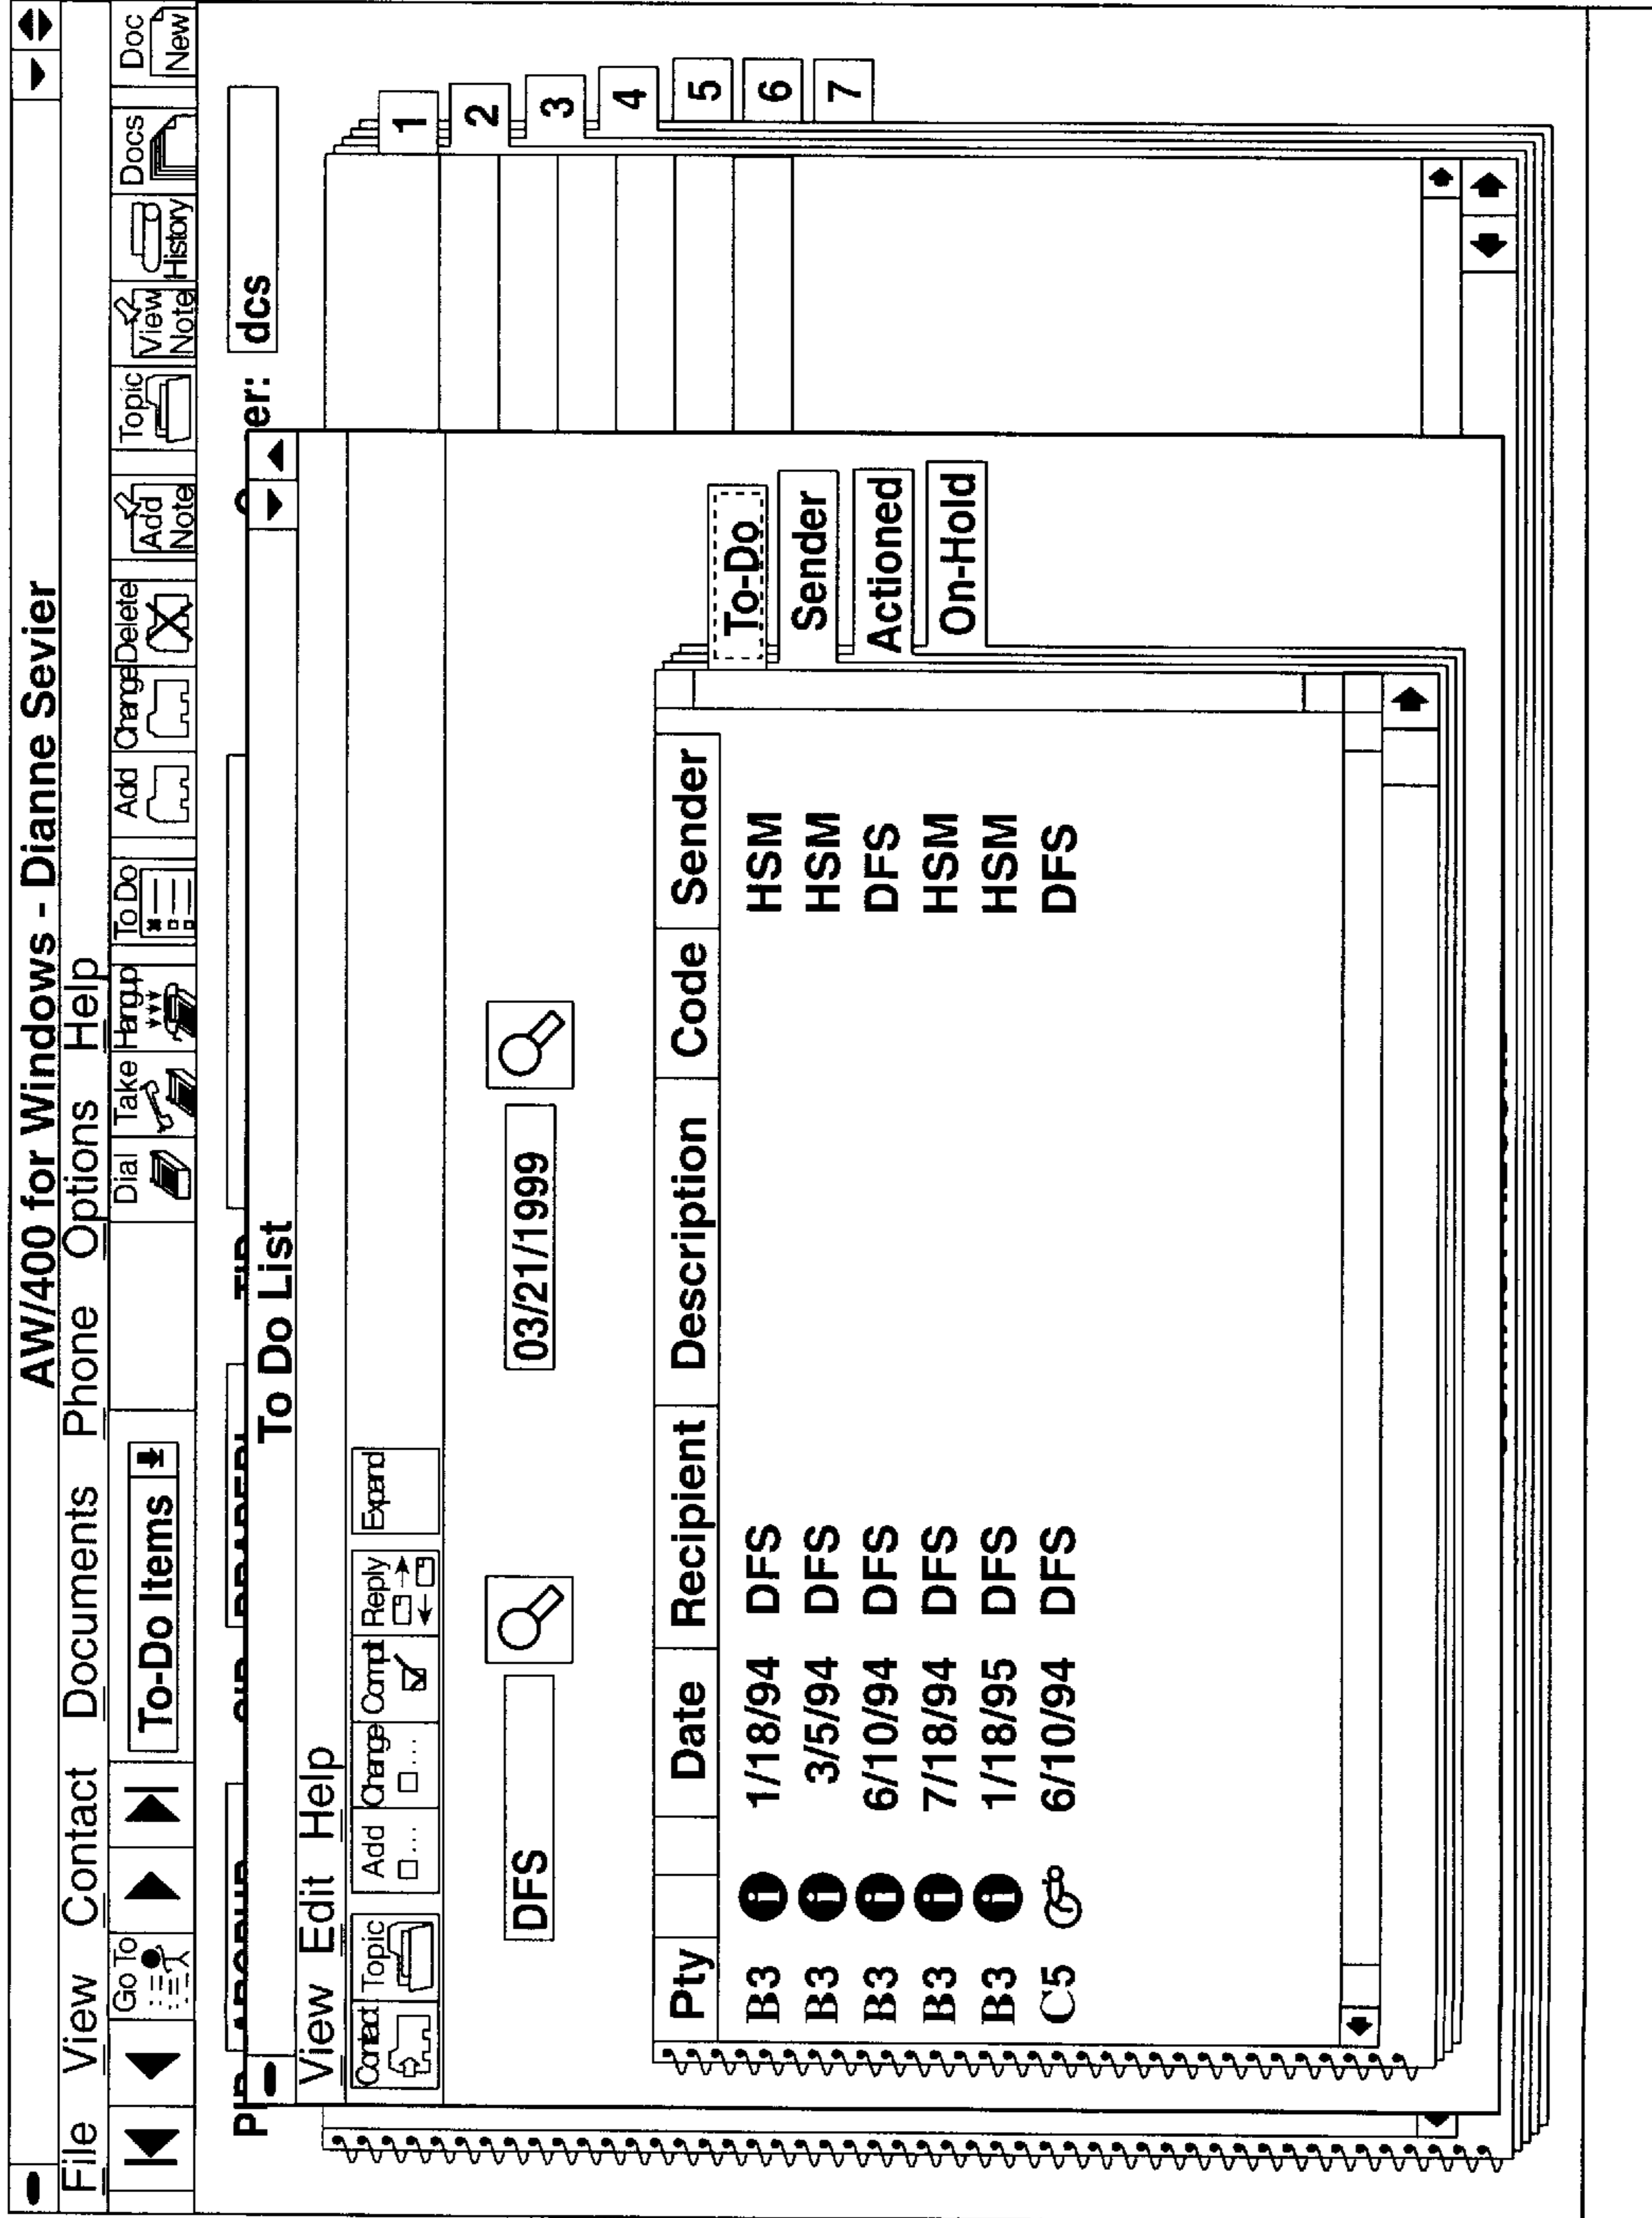 AW/400 for Windows - Dianne Sevier
File View Contact Documents Phone Options Help
Go To To-Do Items Dial Take Hangup To Do Add Change Delete Add Note Topic View Note History Docs Doc New
er: dcs
To Do List
View Edit Help
Contact Topic Add Change Complt Reply Expand
DFS 03/21/1999
Pty Date Recipient Description Code Sender
B3 1/18/94 DFS HSM
B3 3/5/94 DFS HSM
B3 6/10/94 DFS DFS
B3 7/18/94 DFS HSM
B3 1/18/95 DFS HSM
C5 6/10/94 DFS DFS
To-Do
Sender
Actioned
On-Hold
1
2
3
4
5
6
7